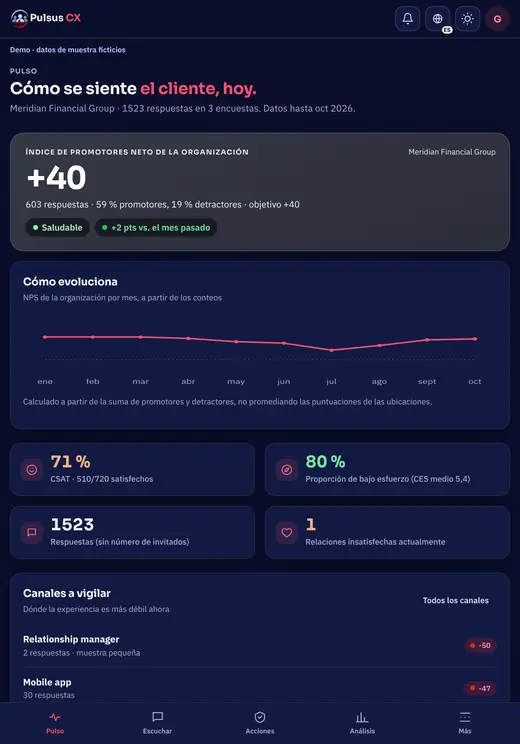 Pulsus CX
ES
G
Demo · datos de muestra ficticios
PULSO
Cómo se siente el cliente, hoy.
Meridian Financial Group · 1523 respuestas en 3 encuestas. Datos hasta oct 2026.
ÍNDICE DE PROMOTORES NETO DE LA ORGANIZACIÓN
Meridian Financial Group
+40
603 respuestas · 59 % promotores, 19 % detractores · objetivo +40
Saludable
+2 pts vs. el mes pasado
Cómo evoluciona
NPS de la organización por mes, a partir de los conteos
ene feb mar abr may jun jul ago sept oct
Calculado a partir de la suma de promotores y detractores, no promediando las puntuaciones de las ubicaciones.
71 %
CSAT · 510/720 satisfechos
80 %
Proporción de bajo esfuerzo (CES medio 5,4)
1523
Respuestas (sin número de invitados)
1
Relaciones insatisfechas actualmente
Canales a vigilar
Dónde la experiencia es más débil ahora
Todos los canales
Relationship manager
2 respuestas · muestra pequeña
-50
Mobile app
30 respuestas
-47
Pulso
Escuchar
Acciones
Análisis
Más